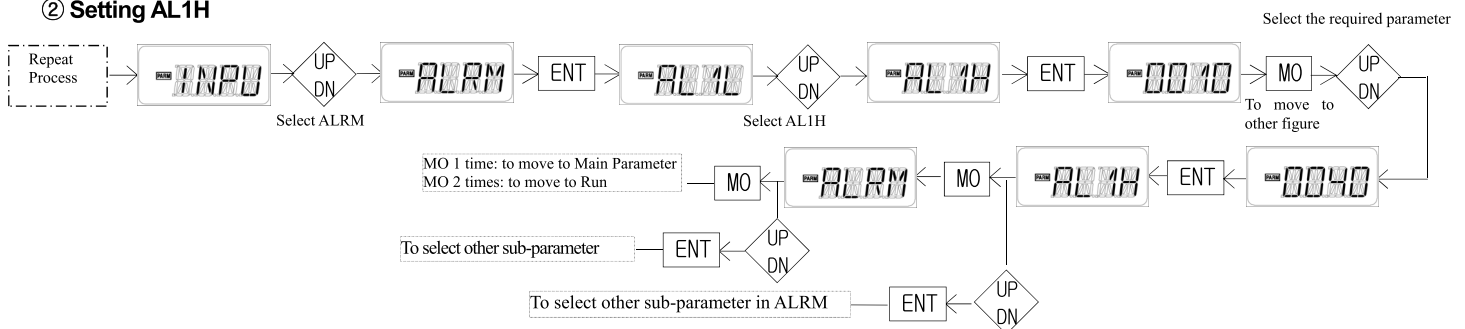 ② Setting AL1H
Select the required parameter
Repeat
Process
PARM INPU
UP
DN
Select ALRM
PARM ALRM
ENT
PARM AL1L
UP
DN
Select AL1H
PARM AL1H
ENT
PARM 0010
MO
To move to
other figure
UP
DN
PARM 0040
ENT
PARM AL1H
MO
PARM ALRM
MO
MO 1 time: to move to Main Parameter
MO 2 times: to move to Run
UP
DN
ENT
To select other sub-parameter
UP
DN
ENT
To select other sub-parameter in ALRM